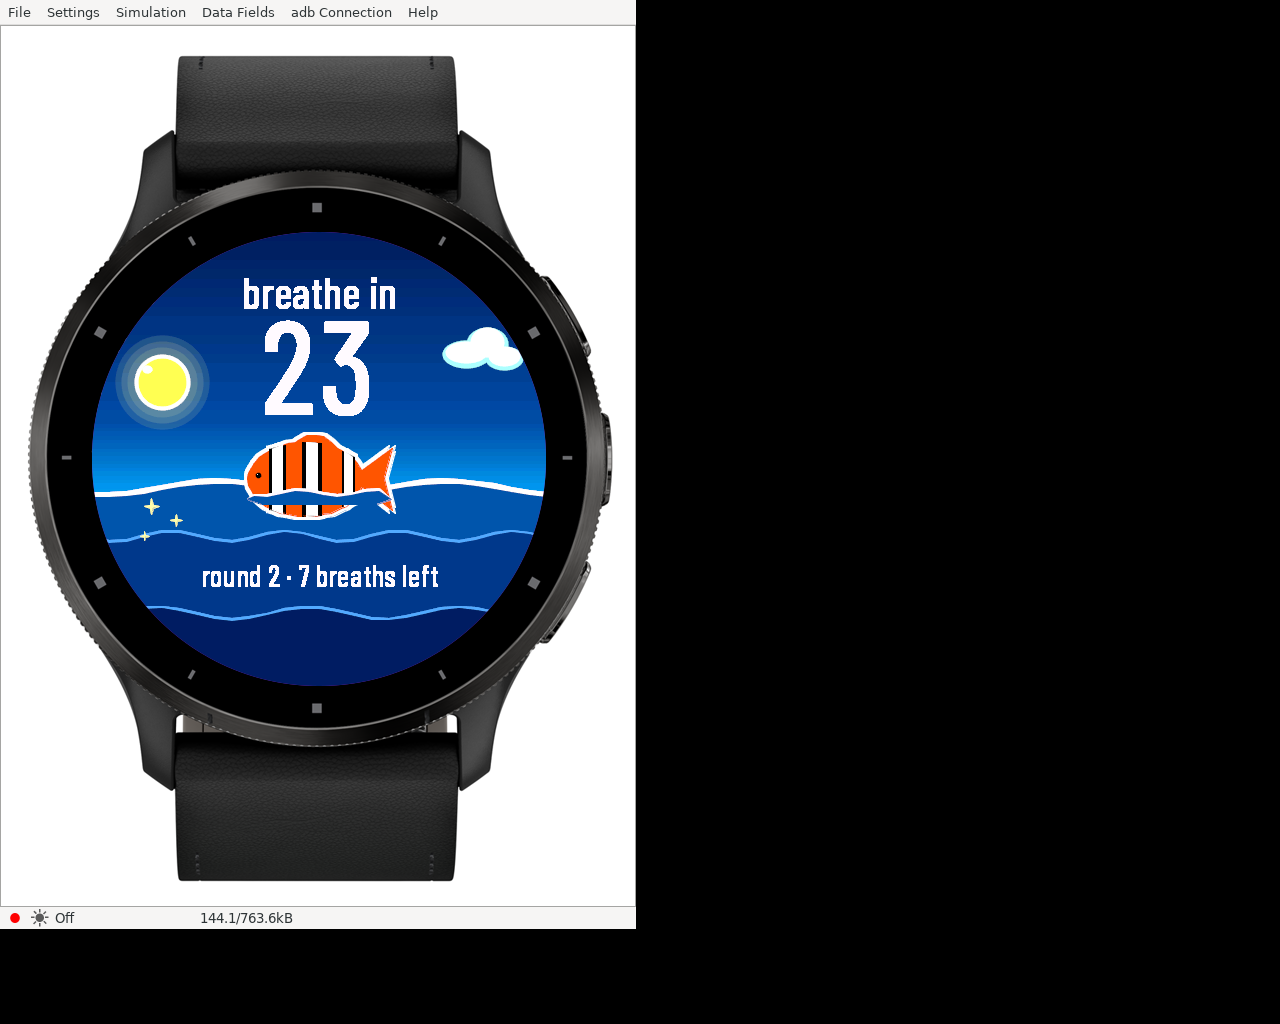 File Settings Simulation Data Fields adb Connection Help
breathe in
23
round 2 · 7 breaths left
Off 144.1/763.6kB